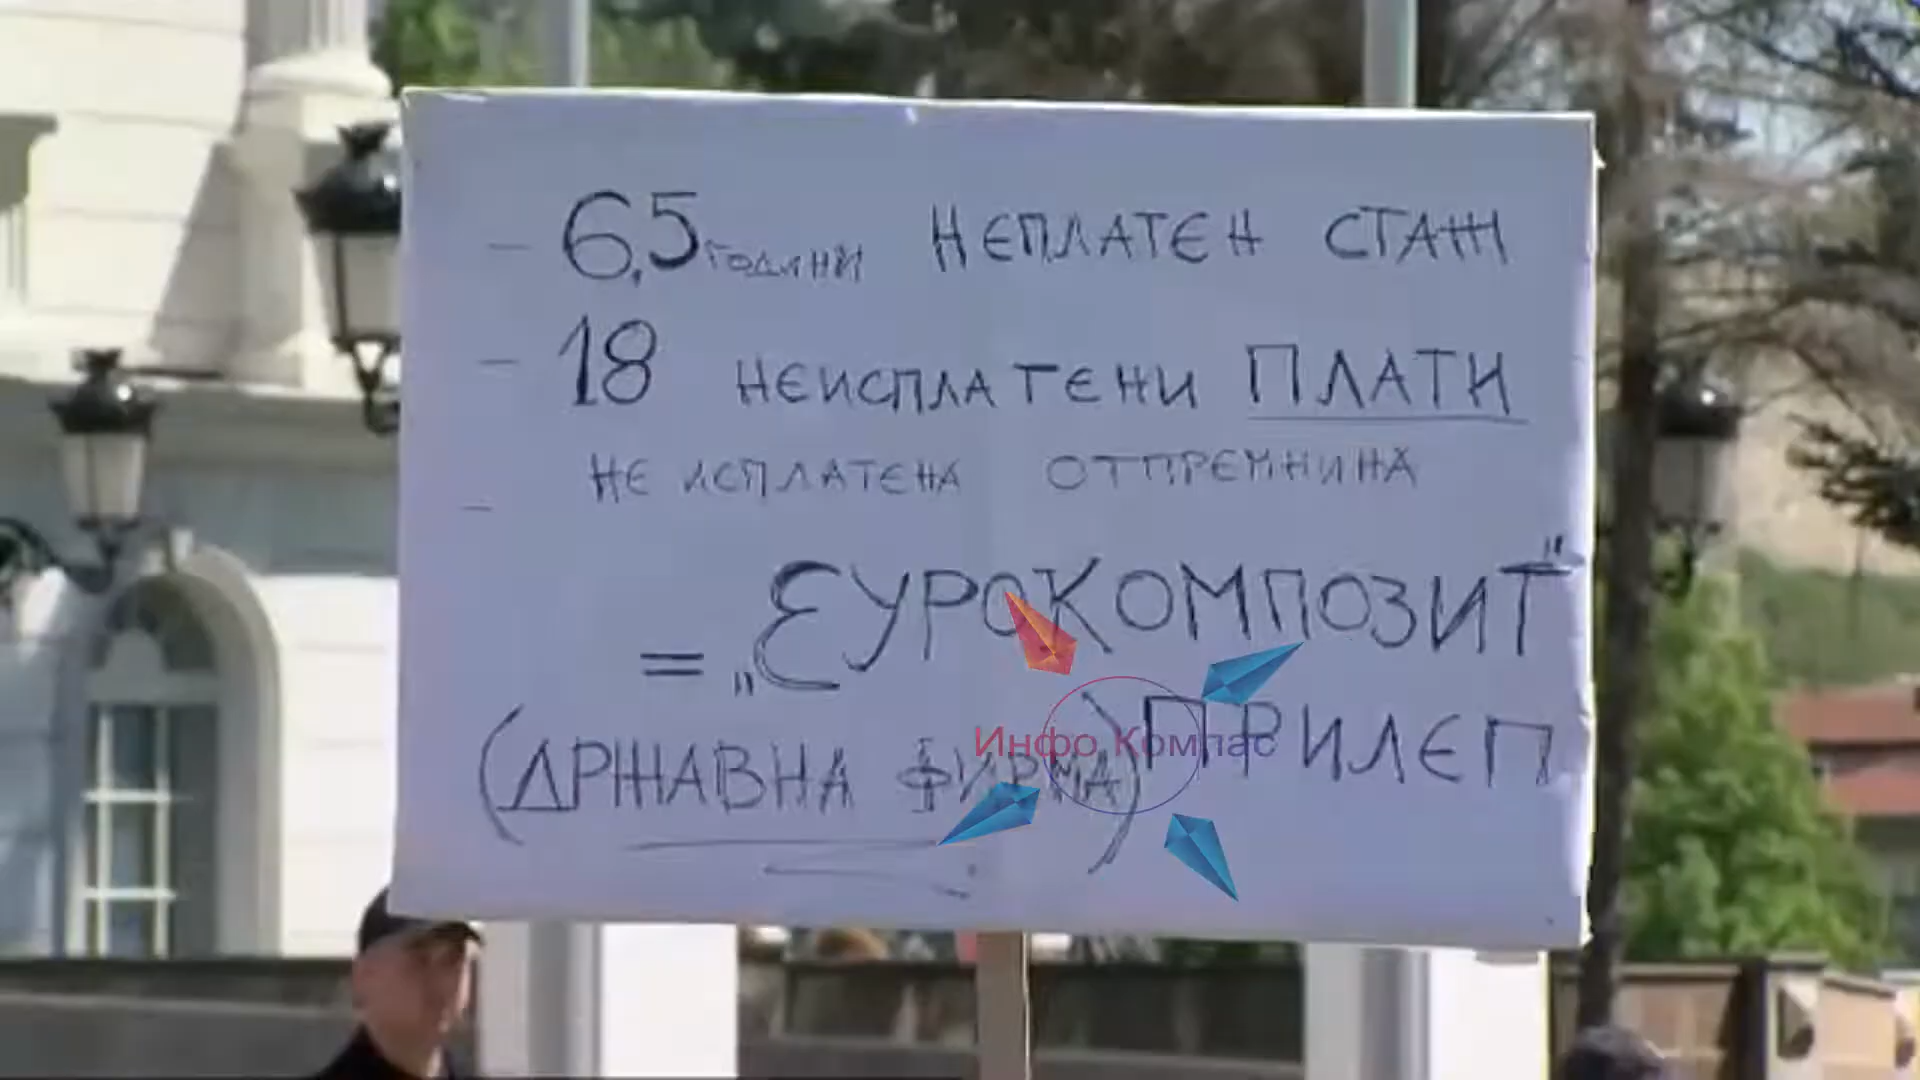 - 6,5 ГОДИНИ НЕПЛАТЕН СТАЖ
- 18 НЕИСПЛАТЕНИ ПЛАТИ
- НЕ ИСПЛАТЕНА ОТПРЕМНИНА
= „ЕУРОКОМПОЗИТ"
ПРИЛЕП
(ДРЖАВНА ФИРМА)
Инфо Компас